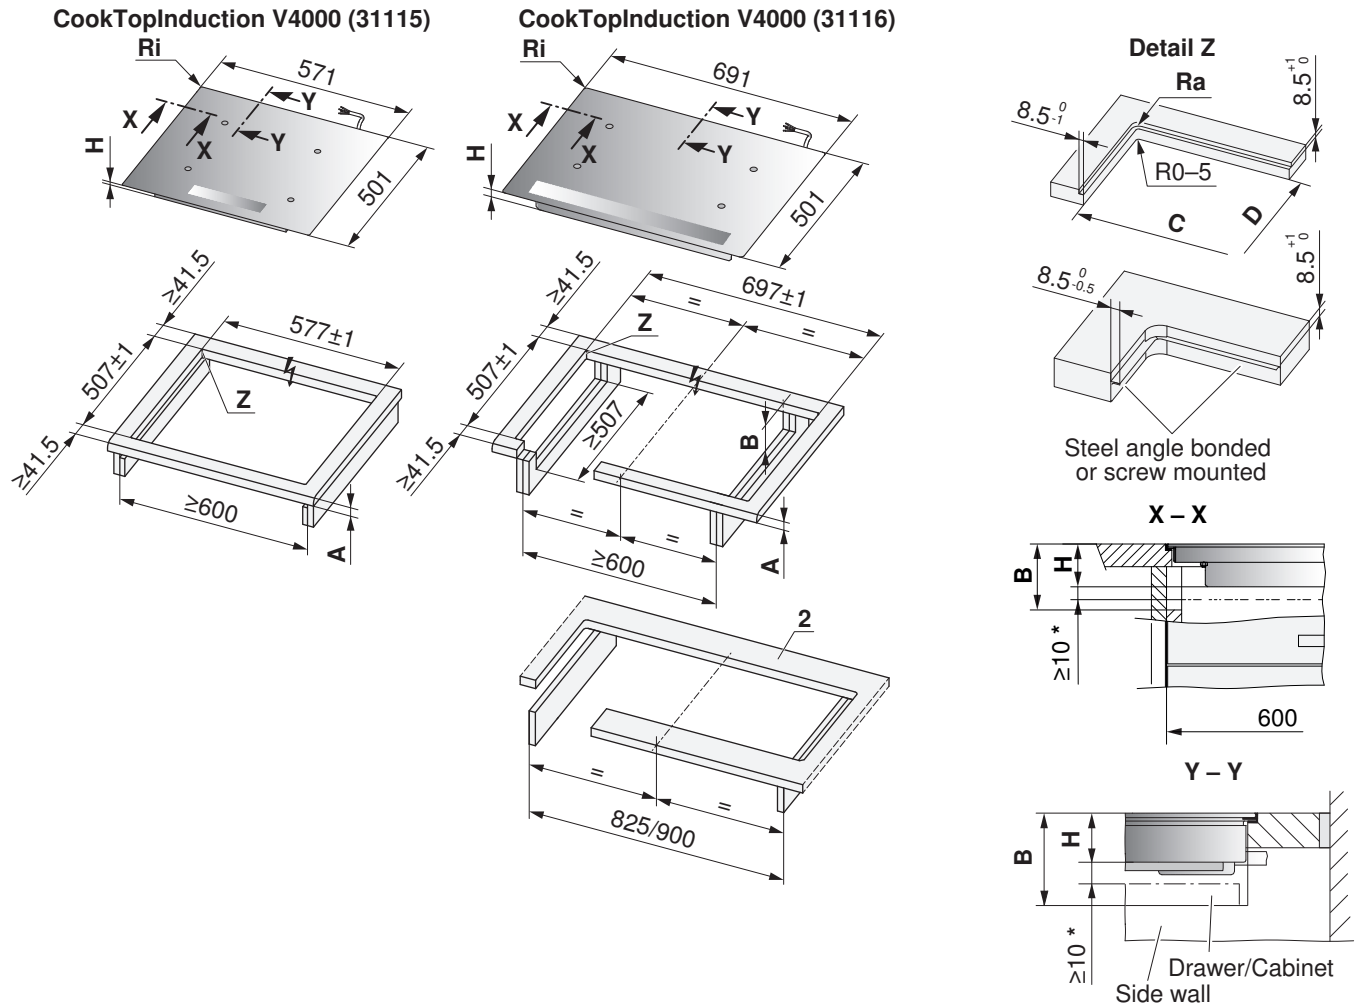 CookTopInduction V4000 (31115)
Ri
571
X
X
Y
Y
H
501
≥41.5
577±1
507±1
Z
≥41.5
≥600
A
CookTopInduction V4000 (31116)
Ri
691
X
X
Y
Y
H
501
≥41.5
697±1
=
=
Z
507±1
≥507
B
≥41.5
=
=
≥600
A
2
=
=
825/900
Detail Z
Ra
8.5 0 -1
8.5 +1 0
R0–5
C
D
8.5 0 -0.5
8.5 +1 0
Steel angle bonded
or screw mounted
X – X
B
H
≥10 *
600
Y – Y
B
H
≥10 *
Drawer/Cabinet
Side wall